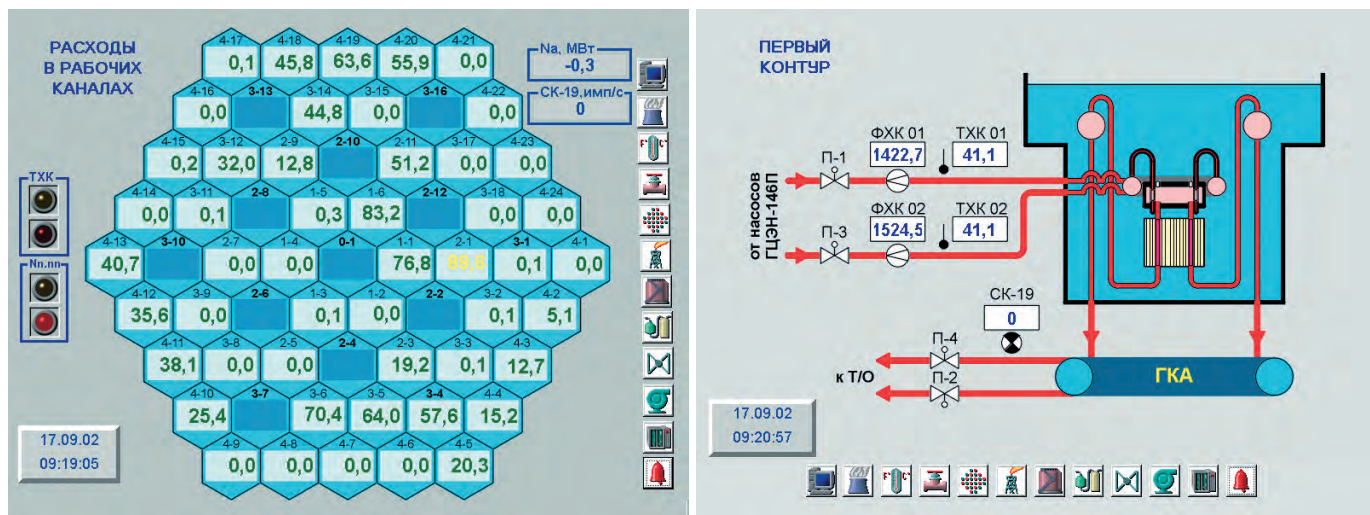 РАСХОДЫ
В РАБОЧИХ
КАНАЛАХ
4-17 4-18 4-19 4-20 4-21
0,1 45,8 63,6 55,9 0,0
Na, МВт
-0,3
СК-19,имп/с
0
4-16 3-13 3-14 3-15 3-16 4-22
0,0 44,8 0,0 0,0
4-15 3-12 2-9 2-10 2-11 3-17 4-23
0,2 32,0 12,8 51,2 0,0 0,0
ТХК
4-14 3-11 2-8 1-5 1-6 2-12 3-18 4-24
0,0 0,1 0,3 83,2 0,0 0,0
4-13 3-10 2-7 1-4 0-1 1-1 2-1 3-1 4-1
40,7 0,0 0,0 76,8 89,6 0,1 0,0
Nп.пп
4-12 3-9 2-6 1-3 1-2 2-2 3-2 4-2
35,6 0,0 0,1 0,0 0,1 5,1
4-11 3-8 2-5 2-4 2-3 3-3 4-3
38,1 0,0 0,0 19,2 0,1 12,7
4-10 3-7 3-6 3-5 3-4 4-4
25,4 70,4 64,0 57,6 15,2
4-9 4-8 4-7 4-6 4-5
0,0 0,0 0,0 0,0 20,3
17.09.02
09:19:05
F° C°
ПЕРВЫЙ
КОНТУР
ФХК 01 ТХК 01
П-1 1422,7 41,1
от насосов
ГЦЭН-146П
ФХК 02 ТХК 02
П-3 1524,5 41,1
СК-19
0
П-4
к Т/О
П-2
ГКА
17.09.02
09:20:57
F° C°